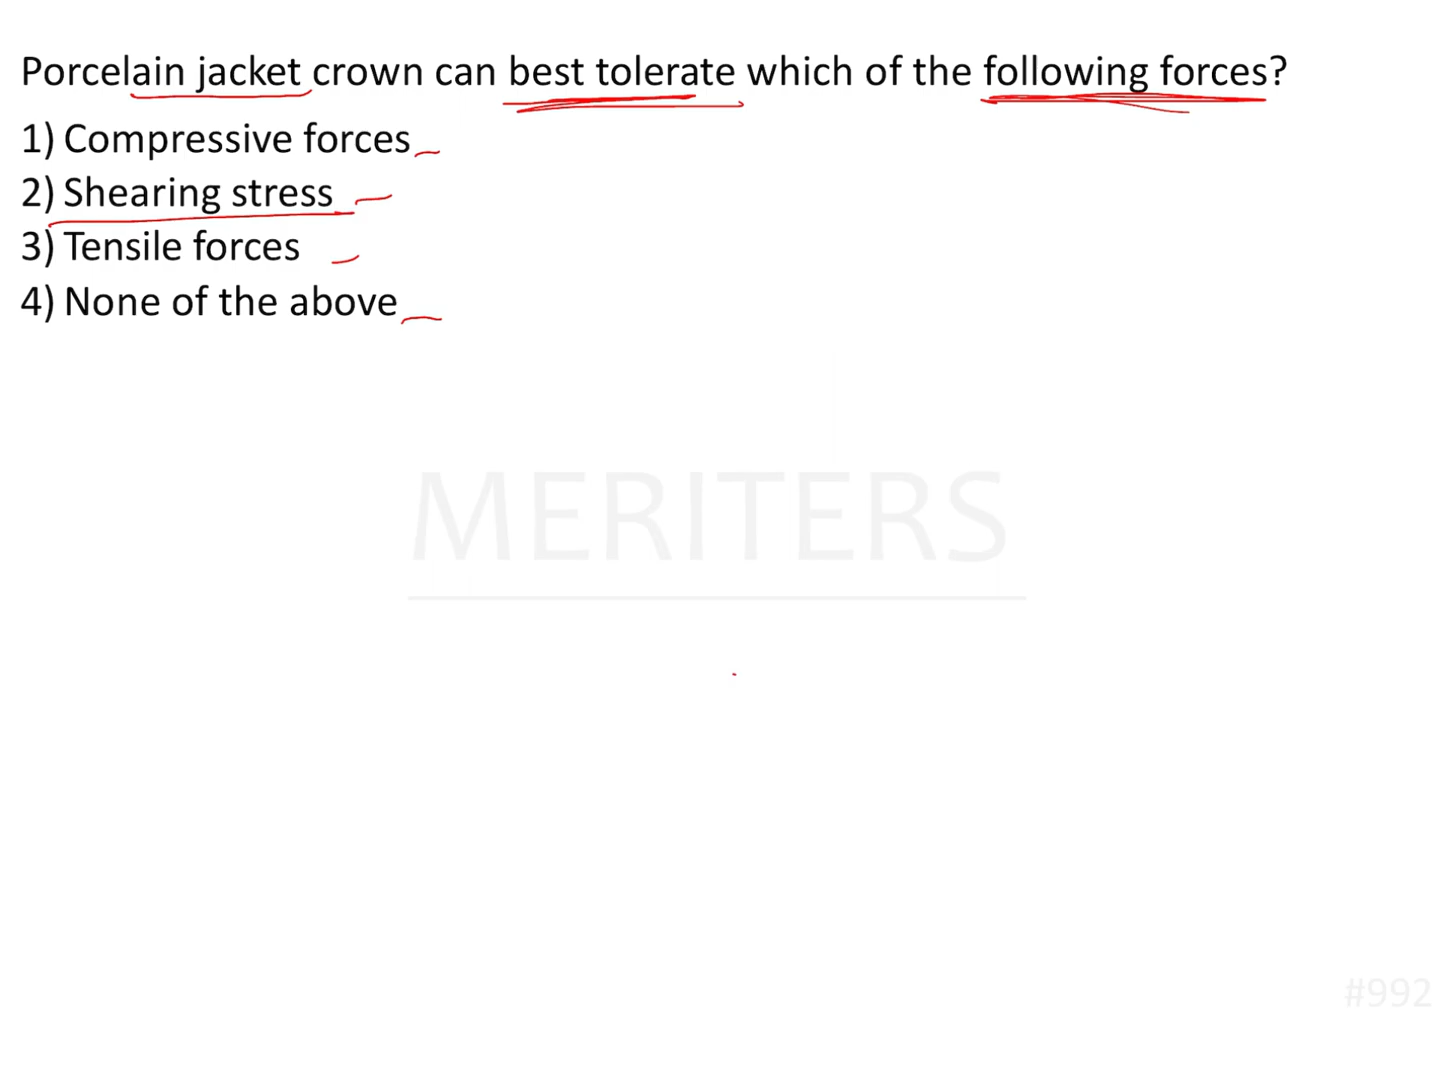 Porcelain jacket crown can best tolerate which of the following forces?
1) Compressive forces
2) Shearing stress
3) Tensile forces
4) None of the above
MERITERS
#992